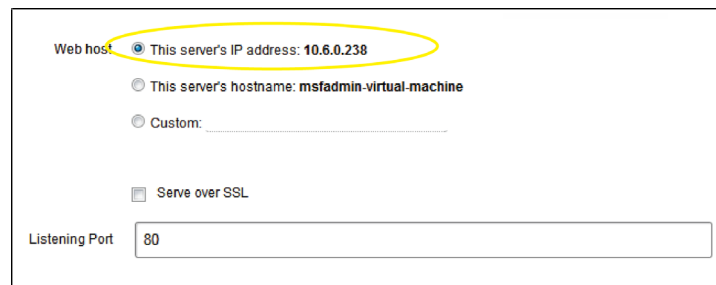 Web host This server's IP address: 10.6.0.238
This server's hostname: msfadmin-virtual-machine
Custom:
Serve over SSL
Listening Port 80